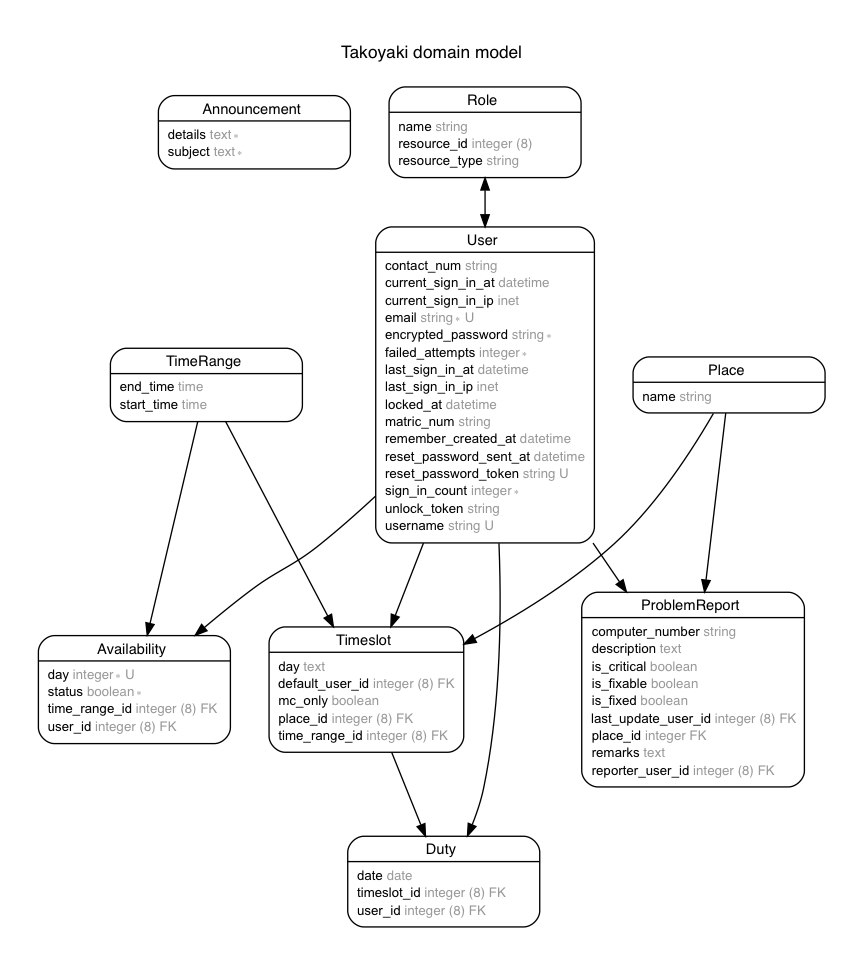 Takoyaki domain model
Announcement
details text ∗
subject text ∗
Role
name string
resource_id integer (8)
resource_type string
User
contact_num string
current_sign_in_at datetime
current_sign_in_ip inet
email string ∗ U
encrypted_password string ∗
failed_attempts integer ∗
last_sign_in_at datetime
last_sign_in_ip inet
locked_at datetime
matric_num string
remember_created_at datetime
reset_password_sent_at datetime
reset_password_token string U
sign_in_count integer ∗
unlock_token string
username string U
TimeRange
end_time time
start_time time
Place
name string
Availability
day integer ∗ U
status boolean ∗
time_range_id integer (8) FK
user_id integer (8) FK
Timeslot
day text
default_user_id integer (8) FK
mc_only boolean
place_id integer (8) FK
time_range_id integer (8) FK
ProblemReport
computer_number string
description text
is_critical boolean
is_fixable boolean
is_fixed boolean
last_update_user_id integer (8) FK
place_id integer FK
remarks text
reporter_user_id integer (8) FK
Duty
date date
timeslot_id integer (8) FK
user_id integer (8) FK